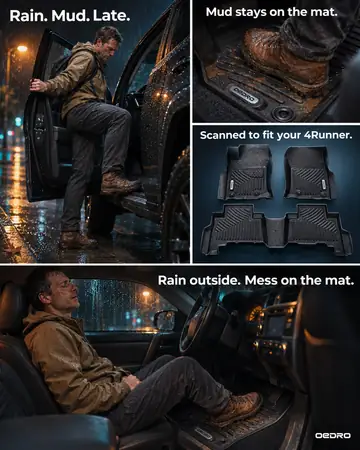 Rain. Mud. Late.
Mud stays on the mat.
OEDRO
Scanned to fit your 4Runner.
Rain outside. Mess on the mat.
OEDRO